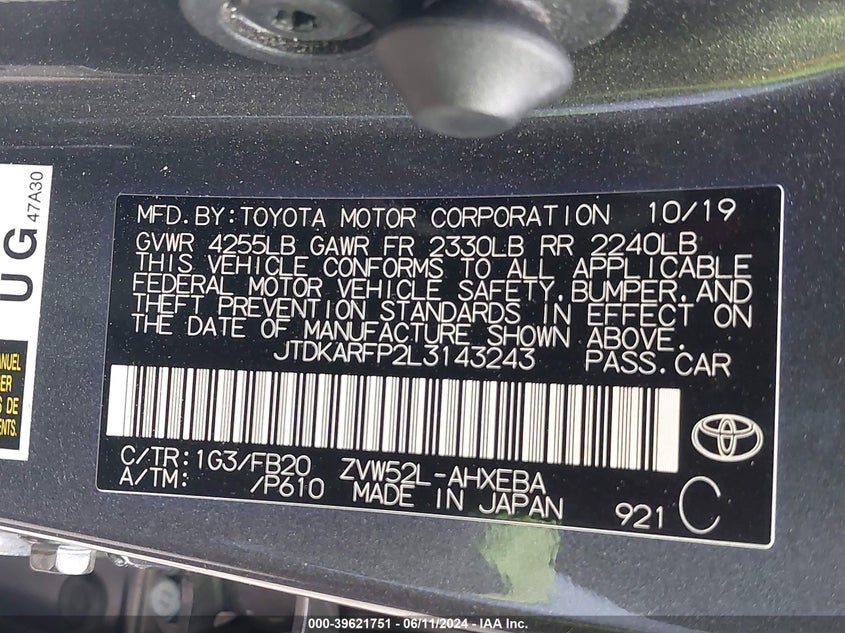 MFD.BY:TOYOTA MOTOR CORPORATION 10/19
GVWR 4255LB GAWR FR 2330LB RR 2240LB
THIS VEHICLE CONFORMS TO ALL APPLICABLE
FEDERAL MOTOR VEHICLE SAFETY,BUMPER,AND
THEFT PREVENTION STANDARDS IN EFFECT ON
THE DATE OF MANUFACTURE SHOWN ABOVE.
JTDKARFP2L3143243 PASS.CAR
C/TR:1G3/FB20 ZVW52L-AHXEBA
A/TM: /P610 MADE IN JAPAN 921 C
UG 47A30
DE
000-39621751 - 06/11/2024 - IAA Inc.